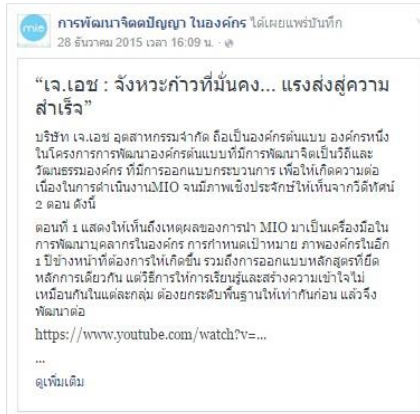 mio
การพัฒนาจิตตปัญญา ในองค์กร ได้เผยแพร่บันทึก
28 ธันวาคม 2015 เวลา 16:09 น. ·
“เจ.เอช : จังหวะก้าวที่มั่นคง... แรงส่งสู่ความ
สำเร็จ”
บริษัท เจ.เอช อุตสาหกรรมจำกัด ถือเป็นองค์กรต้นแบบ องค์กรหนึ่ง
ในโครงการการพัฒนาองค์กรต้นแบบที่มีการพัฒนาจิตเป็นวิถีและ
วัฒนธรรมองค์กร ที่มีการออกแบบกระบวนการ เพื่อให้เกิดความต่อ
เนื่องในการดำเนินงานMIO จนมีภาพเชิงประจักษ์ให้เห็นจากวีดีทัศน์
2 ตอน ดังนี้
ตอนที่ 1 แสดงให้เห็นถึงเหตุผลของการนำ MIO มาเป็นเครื่องมือใน
การพัฒนาบุคลากรในองค์กร การกำหนดเป้าหมาย ภาพองค์กรในอีก
1 ปีข้างหน้าที่ต้องการให้เกิดขึ้น รวมถึงการออกแบบหลักสูตรที่ยึด
หลักการเดียวกัน แต่วิธีการให้การเรียนรู้และสร้างความเข้าใจไม่
เหมือนกันในแต่ละกลุ่ม ต้องยกระดับพื้นฐานให้เท่ากันก่อน แล้วจึง
พัฒนาต่อ
https://www.youtube.com/watch?v=...
...
ดูเพิ่มเติม